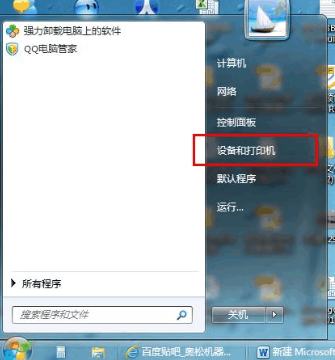 强力卸载电脑上的软件
QQ电脑管家
计算机
网络
控制面板
设备和打印机
默认程序
运行...
所有程序
搜索程序和文件
关机
百度贴吧_奥松机器...
新建 Microsoft